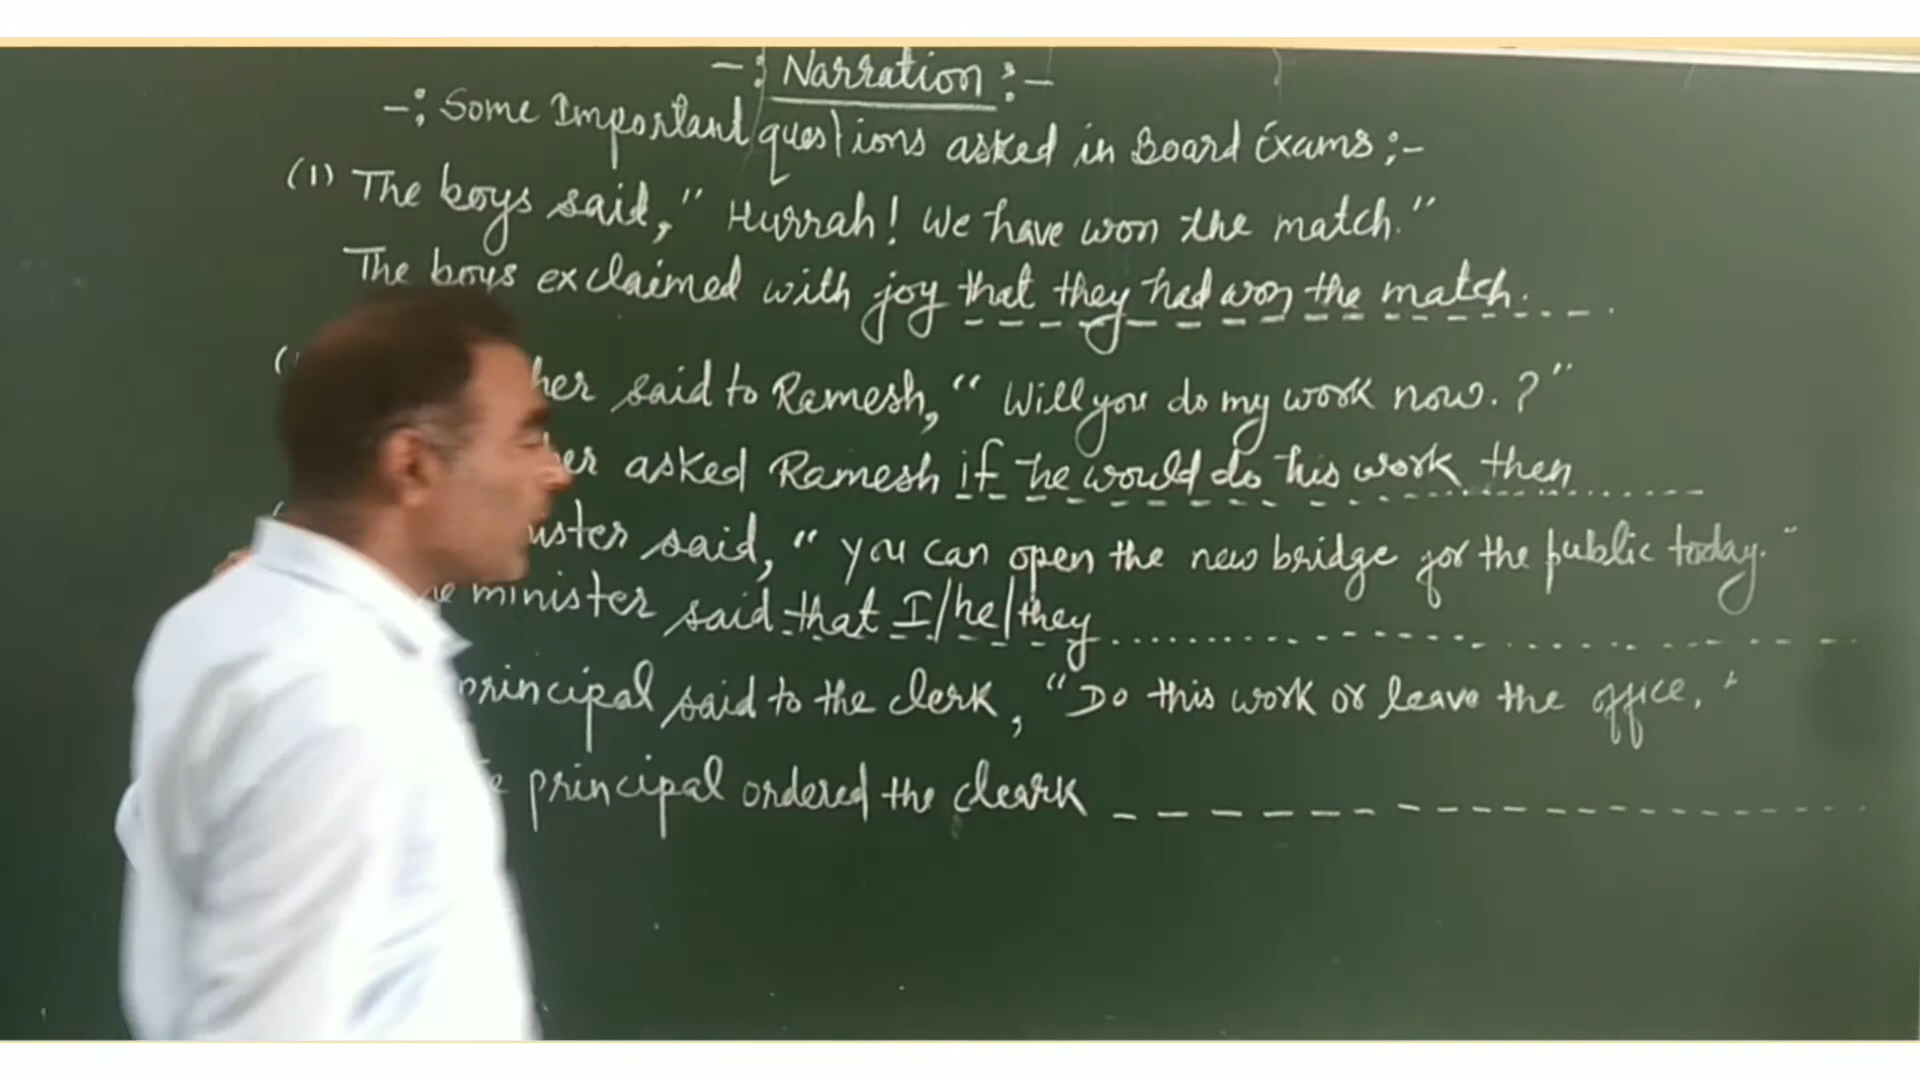 -: Narration :-
-: Some Important questions asked in Board Exams :-
(1) The boys said, " Hurrah! We have won the match."
The boys exclaimed with joy that they had won the match.
her said to Ramesh, " Will you do my work now. ?"
er asked Ramesh if he would do his work then
ster said, " you can open the new bridge for the public today."
minister said that I/he/they
principal said to the clerk, "Do this work or leave the office."
principal ordered the cleark